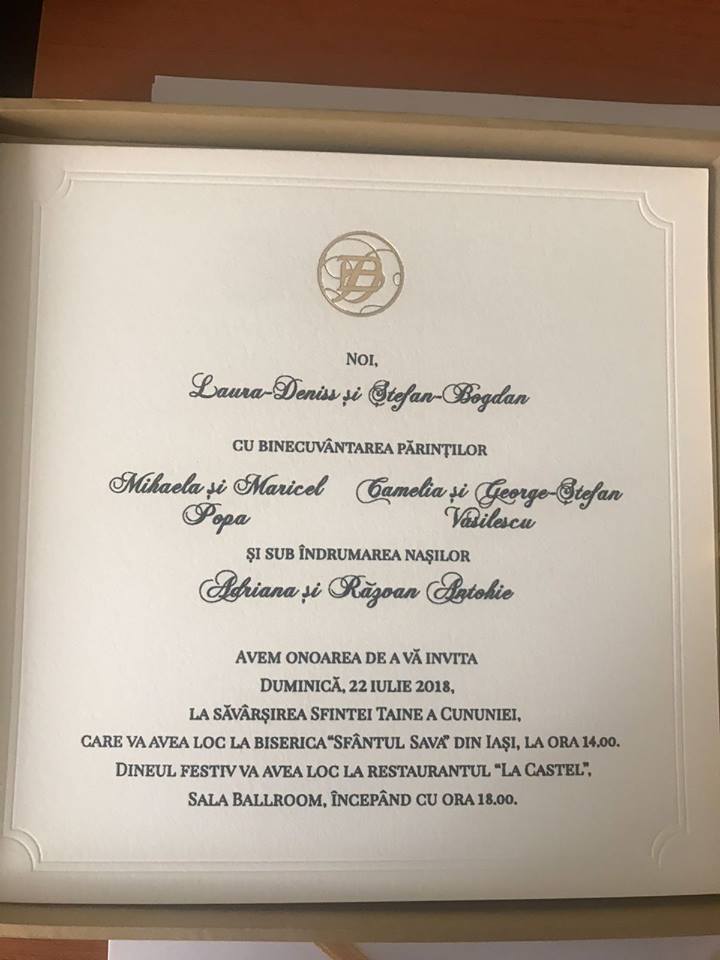 DB
NOI,
Laura-Deniss și Ștefan-Bogdan
CU BINECUVÂNTAREA PĂRINȚILOR
Mihaela și Maricel Camelia și George-Ștefan
Popa Vasilescu
ȘI SUB ÎNDRUMAREA NAȘILOR
Adriana și Răzvan Antohie
AVEM ONOAREA DE A VĂ INVITA
DUMINICĂ, 22 IULIE 2018,
LA SĂVÂRȘIREA SFINTEI TAINE A CUNUNIEI,
CARE VA AVEA LOC LA BISERICA “SFÂNTUL SAVA” DIN IAȘI, LA ORA 14.00.
DINEUL FESTIV VA AVEA LOC LA RESTAURANTUL “LA CASTEL”,
SALA BALLROOM, ÎNCEPÂND CU ORA 18.00.